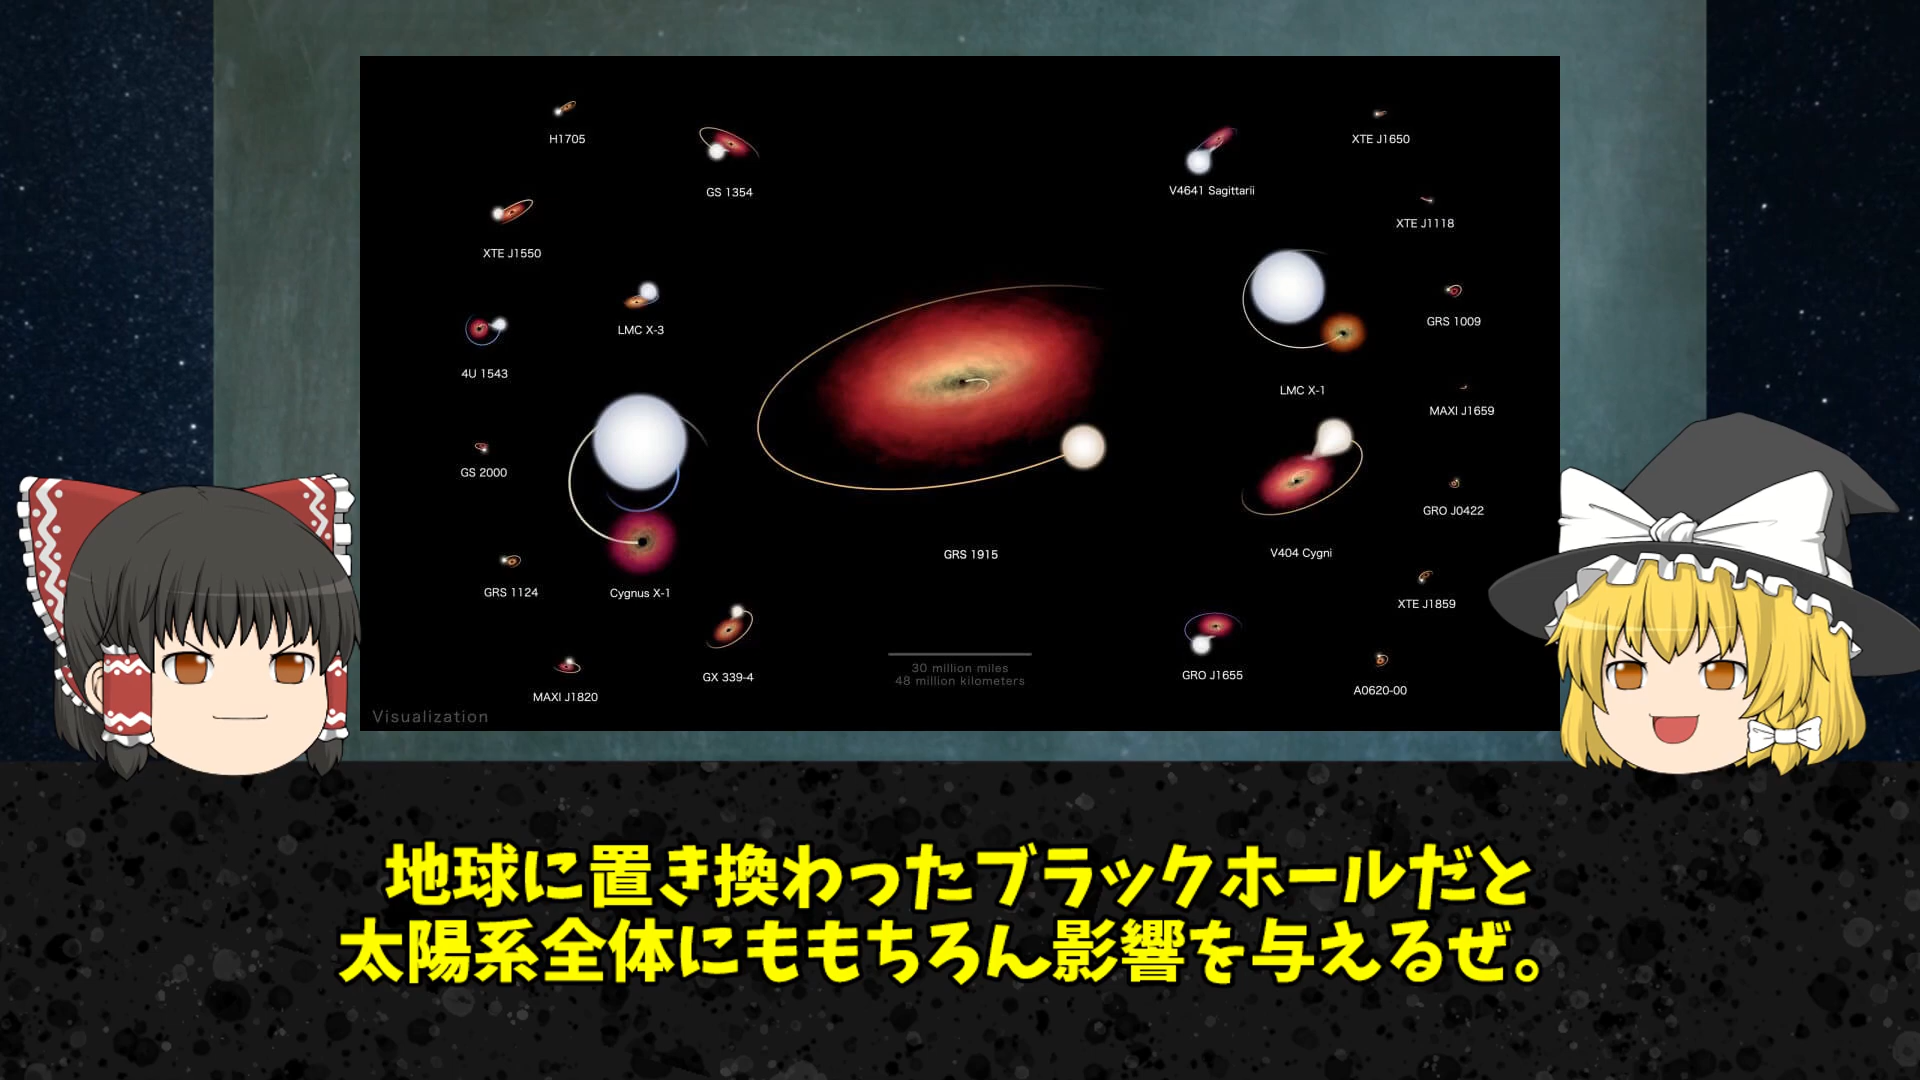 H1705
GS 1354
V4641 Sagittarii
XTE J1650
XTE J1550
XTE J1118
LMC X-3
GRS 1009
4U 1543
LMC X-1
MAXI J1659
GS 2000
GRO J0422
GRS 1915
V404 Cygni
GRS 1124
Cygnus X-1
XTE J1859
GX 339-4
30 million miles
48 million kilometers
GRO J1655
MAXI J1820
A0620-00
Visualization
地球に置き換わったブラックホールだと
太陽系全体にももちろん影響を与えるぜ。